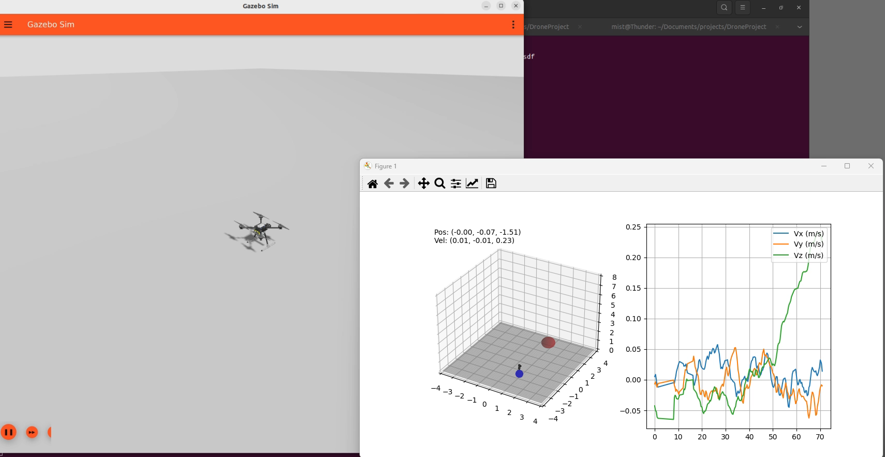 Gazebo Sim
Gazebo Sim
s/DroneProject
mist@Thunder: ~/Documents/projects/DroneProject
sdf
Figure 1
Pos: (-0.00, -0.07, -1.51)
Vel: (0.01, -0.01, 0.23)
8
7
6
5
4
3
2
1
0
−4
−3
−2
−1
0
1
2
3
4
−4
−3
−2
−1
0
1
2
3
4
0.25
0.20
0.15
0.10
0.05
0.00
−0.05
0 10 20 30 40 50 60 70
Vx (m/s)
Vy (m/s)
Vz (m/s)